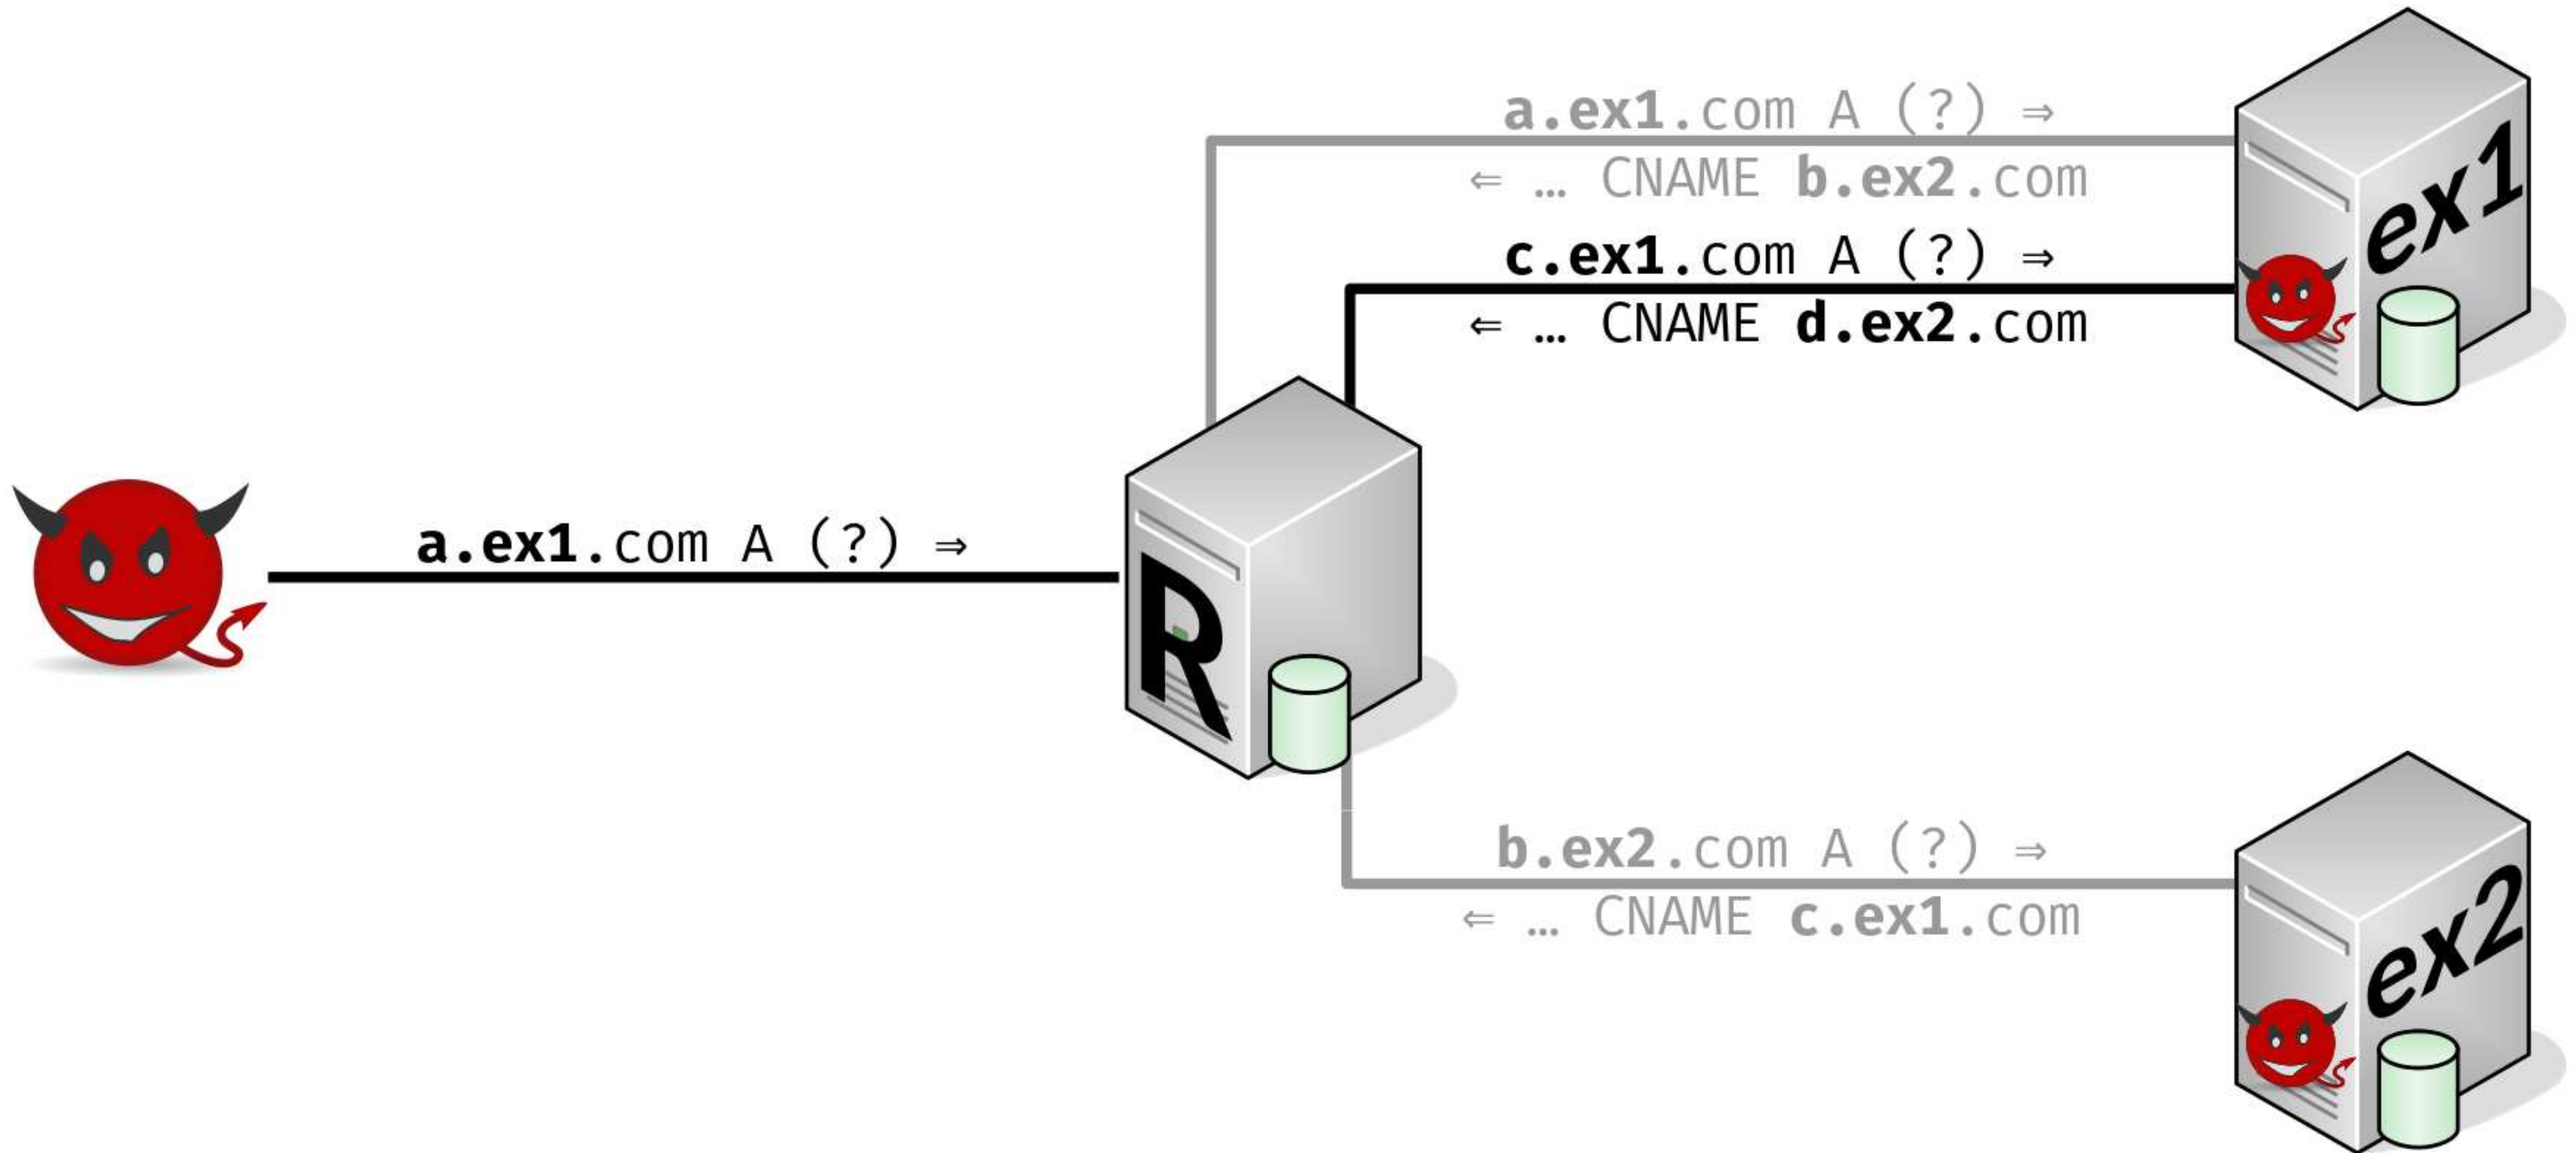 a.ex1.com A (?) ⇒
⇐ … CNAME b.ex2.com
c.ex1.com A (?) ⇒
⇐ … CNAME d.ex2.com
ex1
a.ex1.com A (?) ⇒
R
b.ex2.com A (?) ⇒
⇐ … CNAME c.ex1.com
ex2